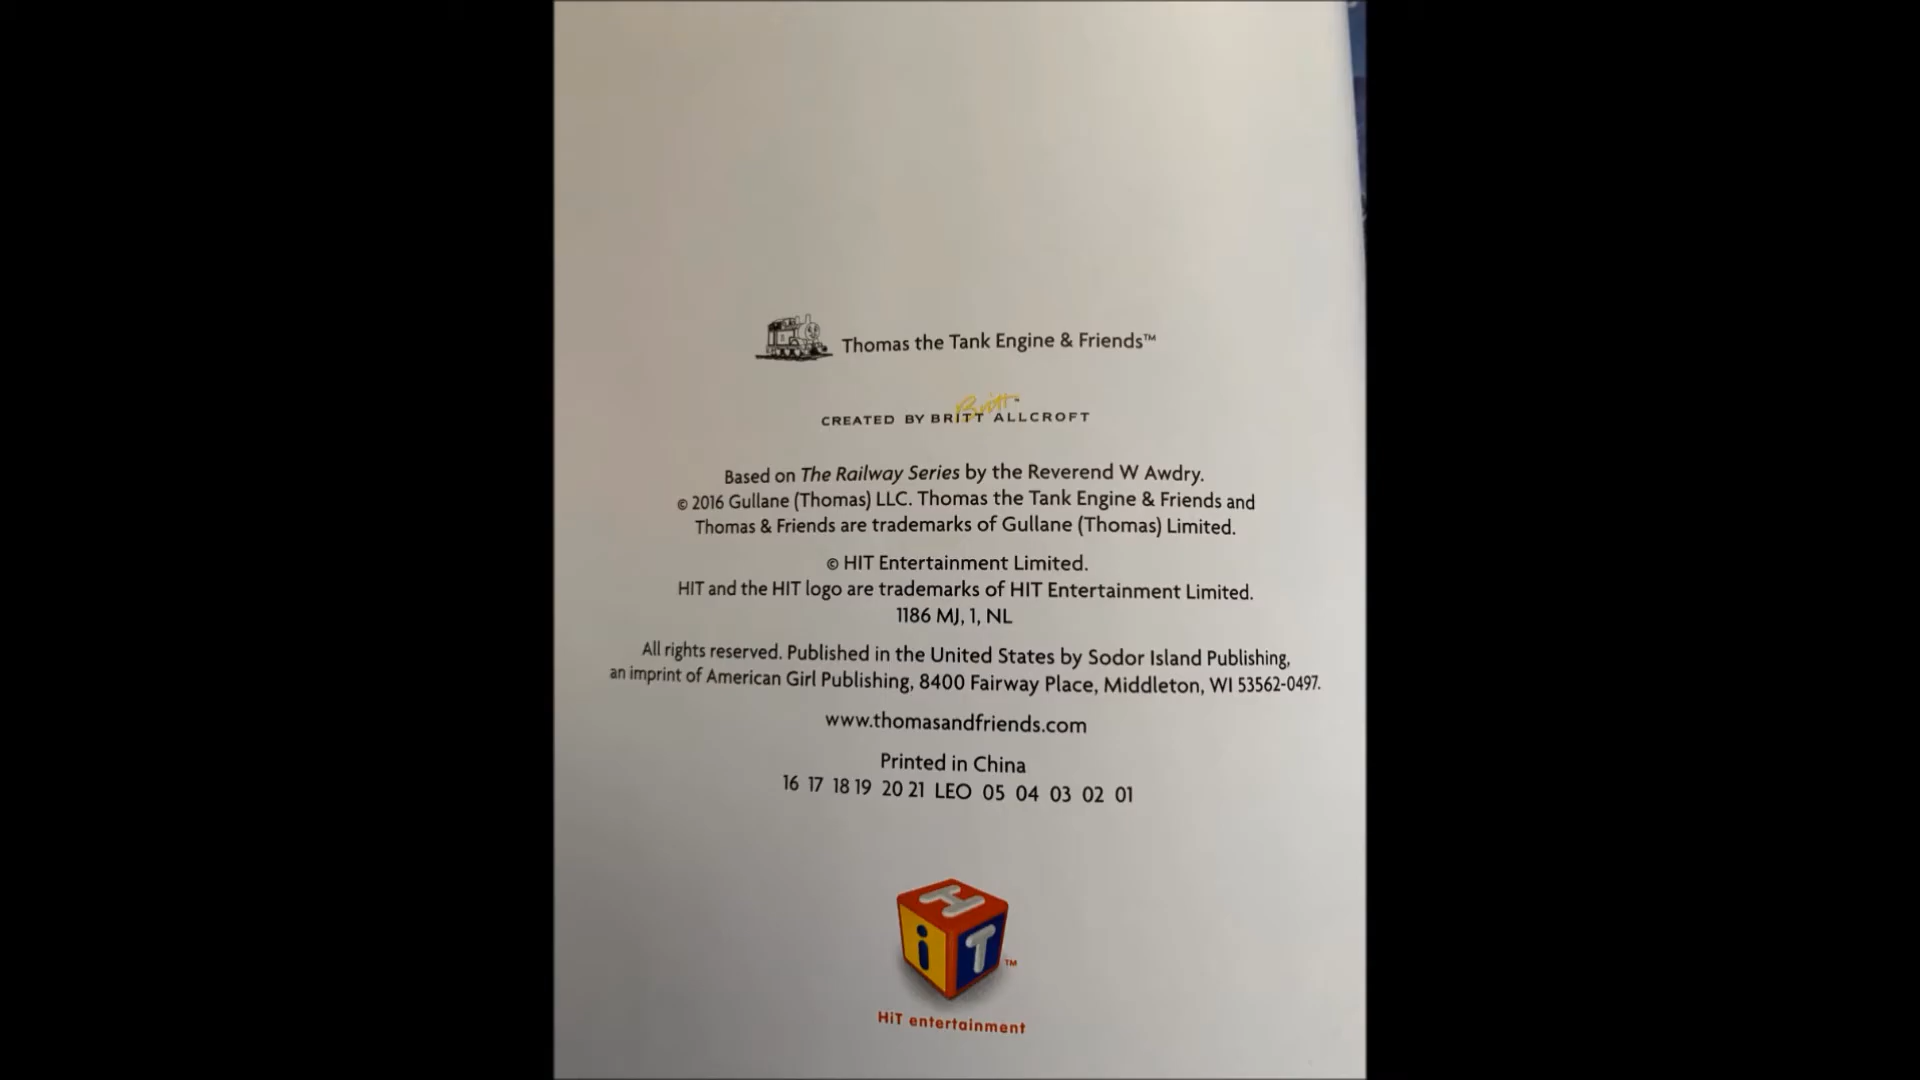 Thomas the Tank Engine & Friends™
Britt™
CREATED BY BRITT ALLCROFT
Based on The Railway Series by the Reverend W Awdry.
© 2016 Gullane (Thomas) LLC. Thomas the Tank Engine & Friends and
Thomas & Friends are trademarks of Gullane (Thomas) Limited.
© HIT Entertainment Limited.
HIT and the HIT logo are trademarks of HIT Entertainment Limited.
1186 MJ, 1, NL
All rights reserved. Published in the United States by Sodor Island Publishing,
an imprint of American Girl Publishing, 8400 Fairway Place, Middleton, WI 53562-0497.
www.thomasandfriends.com
Printed in China
16 17 18 19 20 21 LEO 05 04 03 02 01
HiT™
HiT entertainment